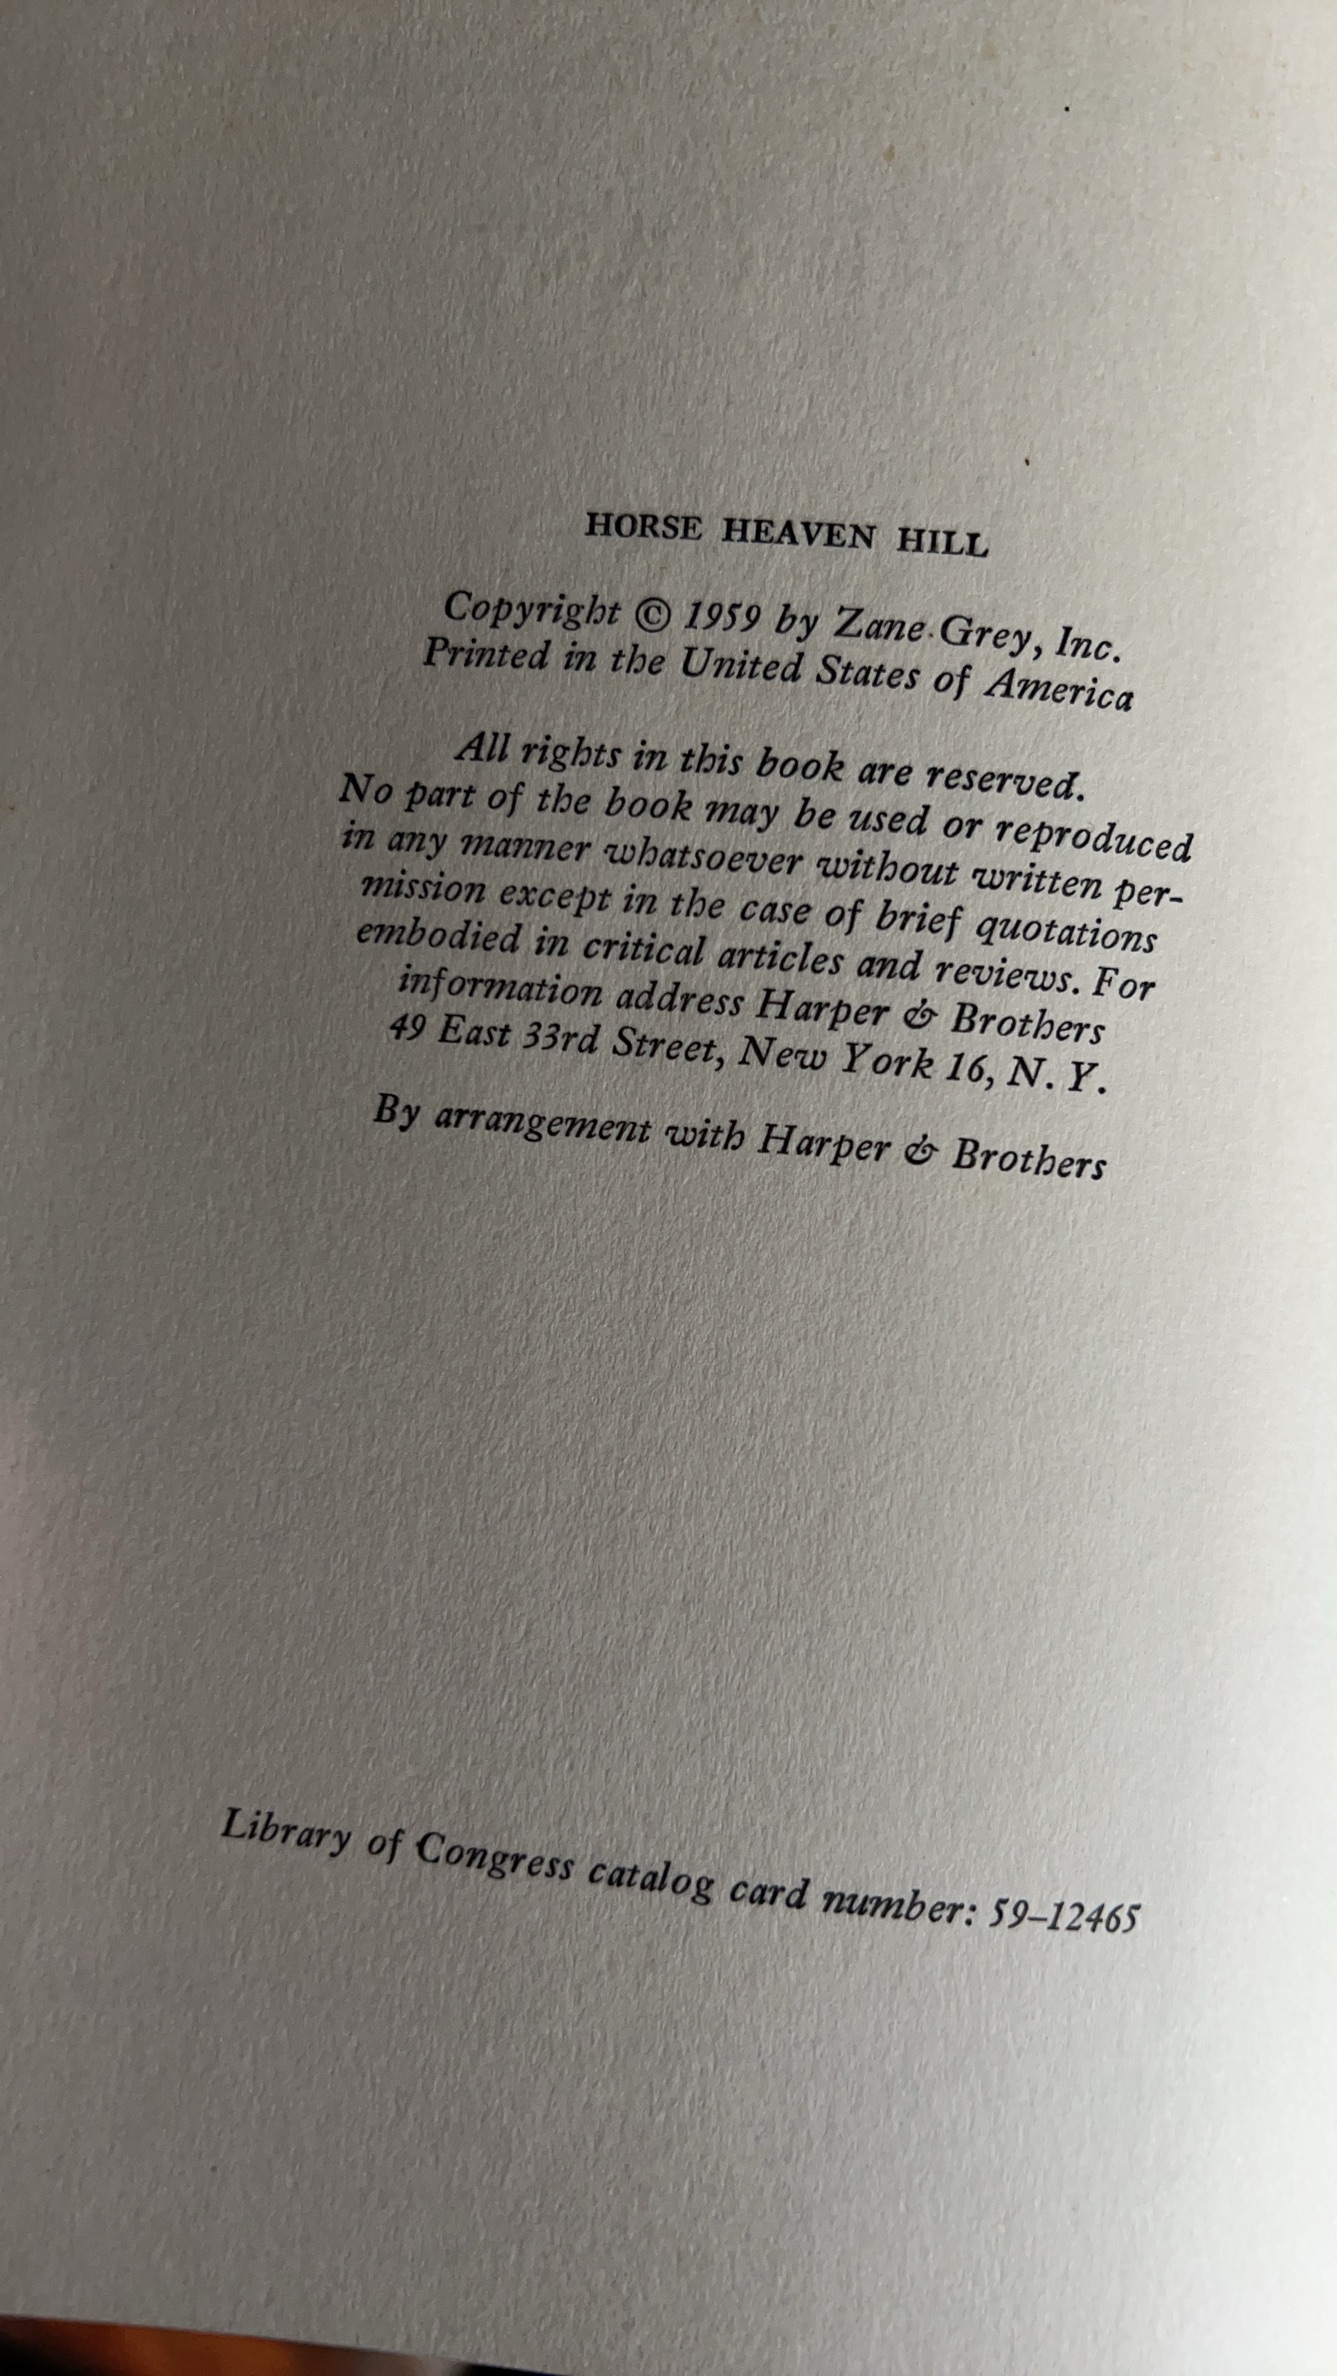 HORSE HEAVEN HILL
Copyright © 1959 by Zane Grey, Inc.
Printed in the United States of America
All rights in this book are reserved.
No part of the book may be used or reproduced
in any manner whatsoever without written per-
mission except in the case of brief quotations
embodied in critical articles and reviews. For
information address Harper & Brothers
49 East 33rd Street, New York 16, N. Y.
By arrangement with Harper & Brothers
Library of Congress catalog card number: 59–12465